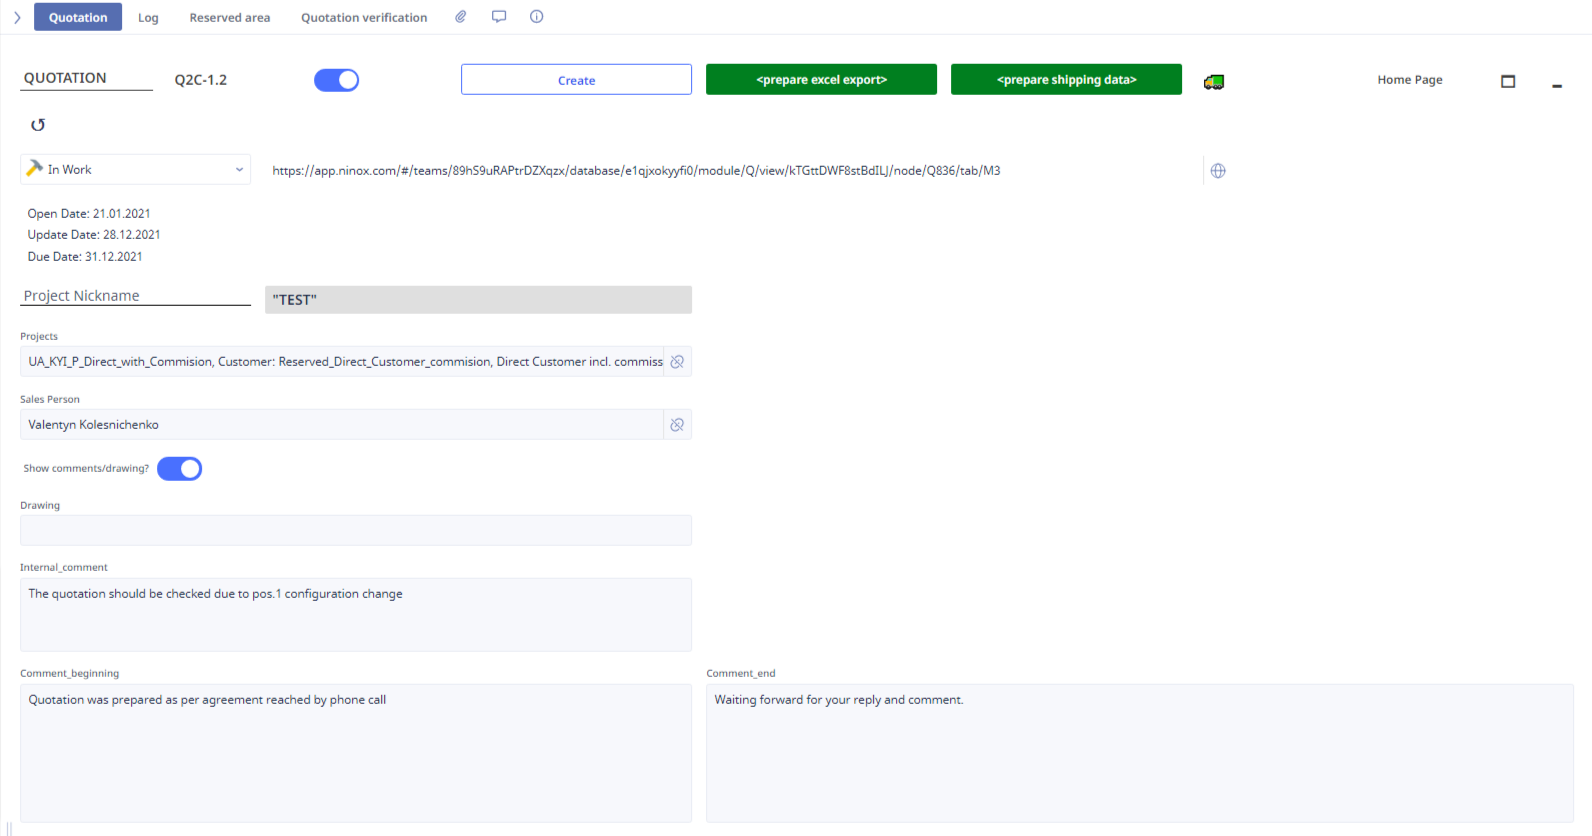 Quotation Log Reserved area Quotation verification
QUOTATION Q2C-1.2 Create <prepare excel export> <prepare shipping data> Home Page
In Work https://app.ninox.com/#/teams/89hS9uRAPtrDZXqzx/database/e1qjxokyyfi0/module/Q/view/kTGttDWF8stBdILJ/node/Q836/tab/M3
Open Date: 21.01.2021
Update Date: 28.12.2021
Due Date: 31.12.2021
Project Nickname "TEST"
Projects
UA_KYI_P_Direct_with_Commision, Customer: Reserved_Direct_Customer_commision, Direct Customer incl. commiss
Sales Person
Valentyn Kolesnichenko
Show comments/drawing?
Drawing
Internal_comment
The quotation should be checked due to pos.1 configuration change
Comment_beginning
Quotation was prepared as per agreement reached by phone call
Comment_end
Waiting forward for your reply and comment.